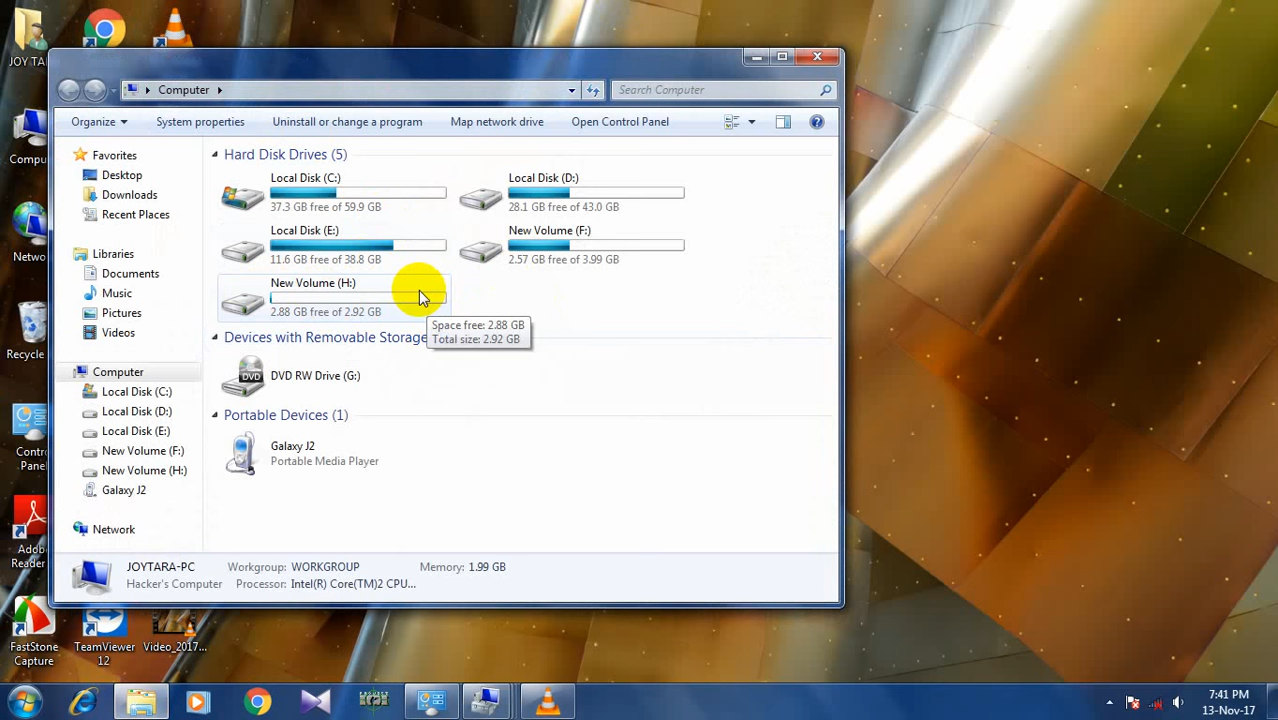 JOY TA
Computer
Search Computer
Organize
System properties
Uninstall or change a program
Map network drive
Open Control Panel
Favorites
Desktop
Downloads
Recent Places
Libraries
Documents
Music
Pictures
Videos
Computer
Local Disk (C:)
Local Disk (D:)
Local Disk (E:)
New Volume (F:)
New Volume (H:)
Galaxy J2
Network
Hard Disk Drives (5)
Local Disk (C:)
37.3 GB free of 59.9 GB
Local Disk (D:)
28.1 GB free of 43.0 GB
Local Disk (E:)
11.6 GB free of 38.8 GB
New Volume (F:)
2.57 GB free of 3.99 GB
New Volume (H:)
2.88 GB free of 2.92 GB
Space free: 2.88 GB
Total size: 2.92 GB
Devices with Removable Storage
DVD
DVD RW Drive (G:)
Portable Devices (1)
Galaxy J2
Portable Media Player
JOYTARA-PC
Workgroup: WORKGROUP
Memory: 1.99 GB
Hacker's Computer
Processor: Intel(R) Core(TM)2 CPU...
Compu
Netwo
Recycle
Cont
Panel
Adob
Reader
FastStone
Capture
TeamViewer
12
Video_2017...
7:41 PM
13-Nov-17